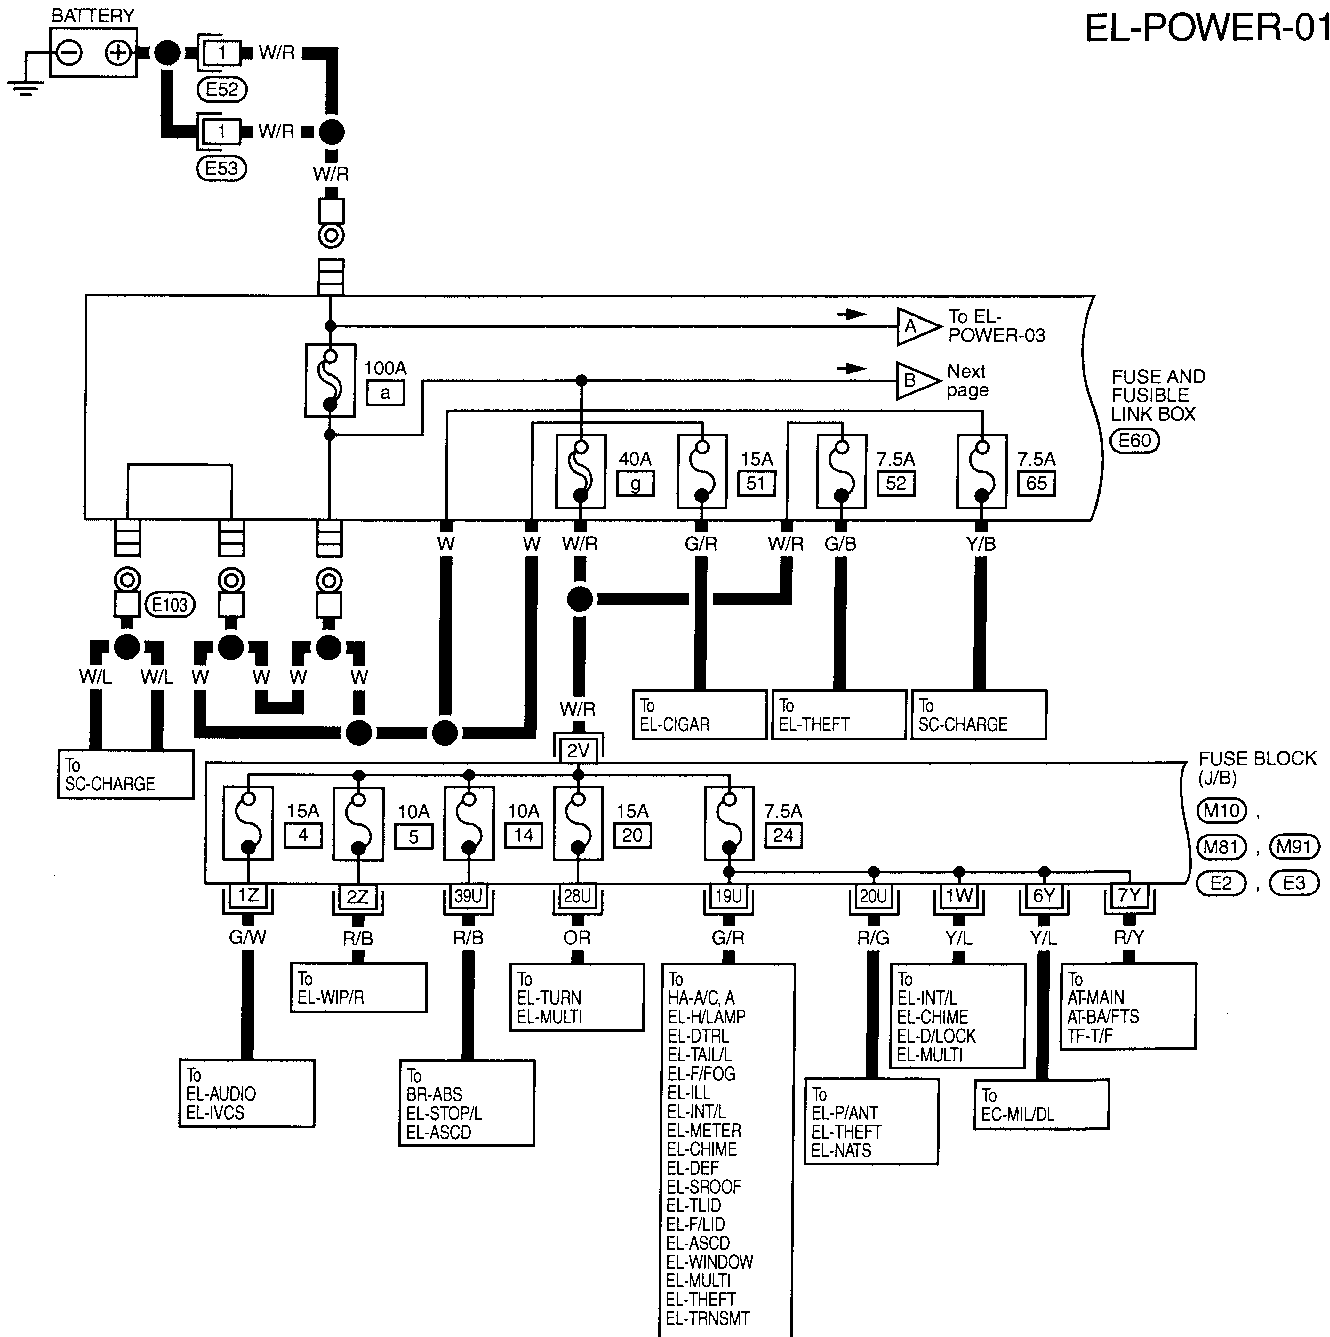 BATTERY
EL-POWER-01
1
W/R
E52
1
W/R
E53
W/R
To EL-
POWER-03
A
100A
a
B
Next
page
FUSE AND
FUSIBLE
LINK BOX
E60
40A
g
15A
51
7.5A
52
7.5A
65
W
W
W/R
G/R
W/R
G/B
Y/B
E103
W/L
W/L
W
W
W
W
W/R
To
EL-CIGAR
To
EL-THEFT
To
SC-CHARGE
To
SC-CHARGE
2V
FUSE BLOCK
(J/B)
M10 ,
M81 , M91
E2 , E3
15A
4
10A
5
10A
14
15A
20
7.5A
24
1Z
2Z
39U
28U
19U
20U
1W
6Y
7Y
G/W
R/B
R/B
OR
G/R
R/G
Y/L
Y/L
R/Y
To
EL-WIP/R
To
EL-TURN
EL-MULTI
To
HA-A/C, A
EL-H/LAMP
EL-DTRL
EL-TAIL/L
EL-F/FOG
EL-ILL
EL-INT/L
EL-METER
EL-CHIME
EL-DEF
EL-SROOF
EL-TLID
EL-F/LID
EL-ASCD
EL-WINDOW
EL-MULTI
EL-THEFT
EL-TRNSMT
To
EL-INT/L
EL-CHIME
EL-D/LOCK
EL-MULTI
To
AT-MAIN
AT-BA/FTS
TF-T/F
To
EL-AUDIO
EL-IVCS
To
BR-ABS
EL-STOP/L
EL-ASCD
To
EL-P/ANT
EL-THEFT
EL-NATS
To
EC-MIL/DL